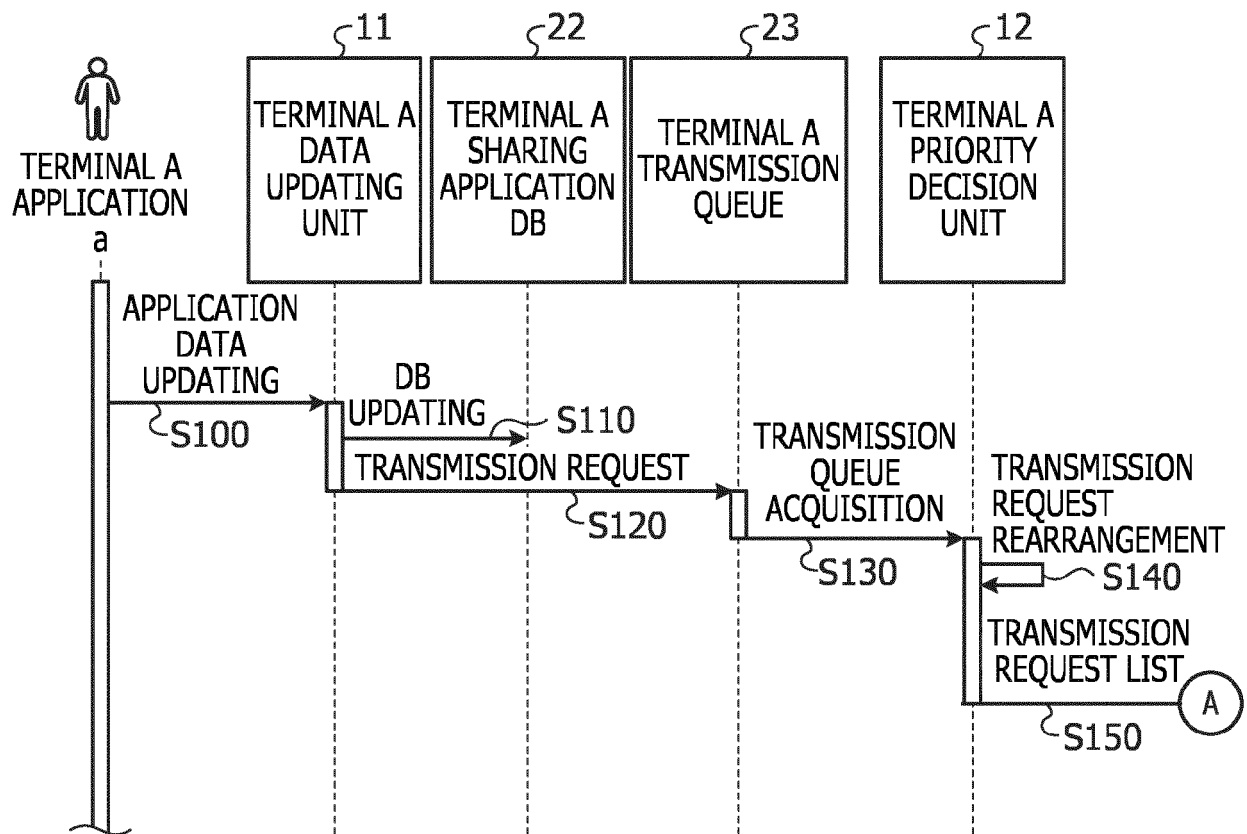 11
22
23
12
TERMINAL A
APPLICATION
a
TERMINAL A
DATA
UPDATING
UNIT
TERMINAL A
SHARING
APPLICATION
DB
TERMINAL A
TRANSMISSION
QUEUE
TERMINAL A
PRIORITY
DECISION
UNIT
APPLICATION
DATA
UPDATING
S100
DB
UPDATING
S110
TRANSMISSION REQUEST
S120
TRANSMISSION
QUEUE
ACQUISITION
S130
TRANSMISSION
REQUEST
REARRANGEMENT
S140
TRANSMISSION
REQUEST LIST
A
S150